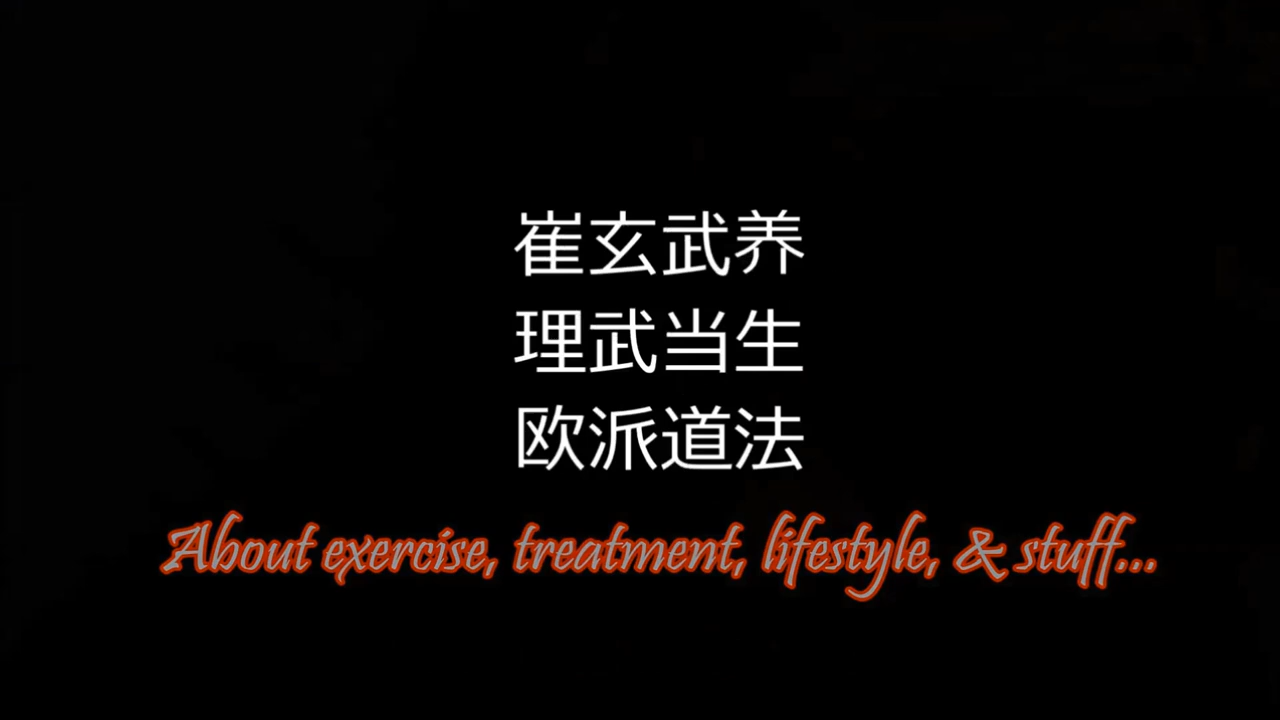 崔玄武养
理武当生
欧派道法
About exercise, treatment, lifestyle, & stuff...